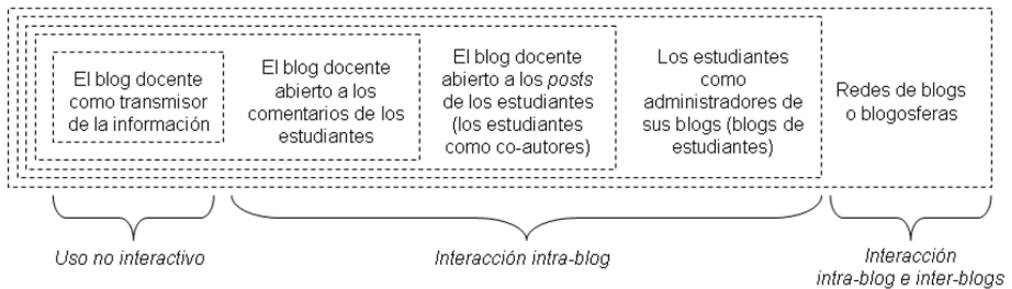 El blog docente
como transmisor
de la información
El blog docente
abierto a los
comentarios de los
estudiantes
El blog docente
abierto a los posts
de los estudiantes
(los estudiantes
como co-autores)
Los estudiantes
como
administradores de
sus blogs (blogs de
estudiantes)
Redes de blogs
o blogosferas
Uso no interactivo
Interacción intra-blog
Interacción
intra-blog e inter-blogs